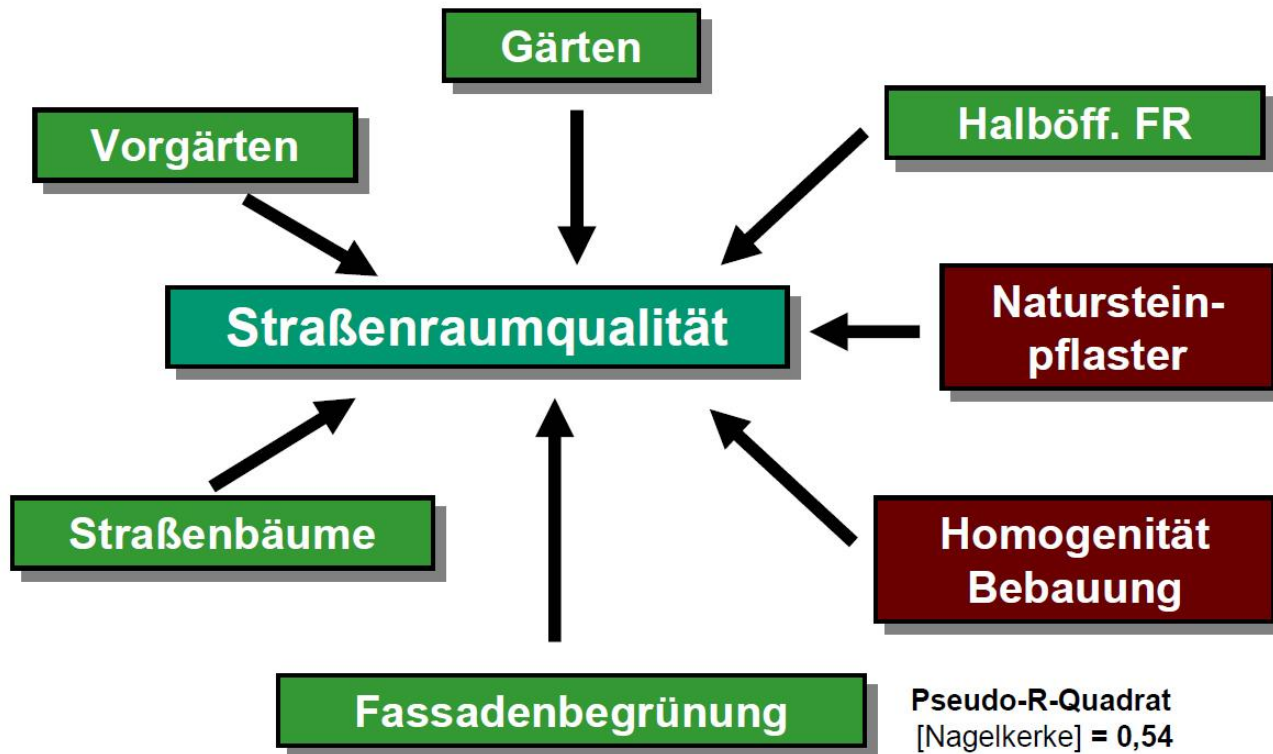 Gärten
Vorgärten
Halböff. FR
Straßenraumqualität
Naturstein-
pflaster
Straßenbäume
Homogenität
Bebauung
Fassadenbegrünung
Pseudo-R-Quadrat
[Nagelkerke] = 0,54